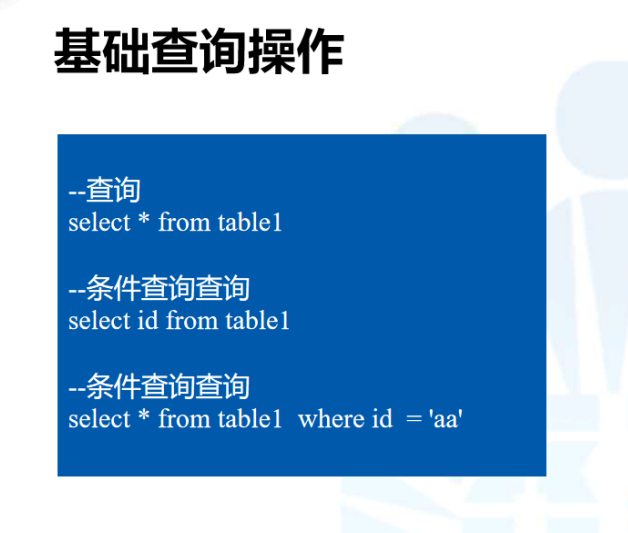 基础查询操作
--查询
select * from table1
--条件查询查询
select id from table1
--条件查询查询
select * from table1  where id  = 'aa'